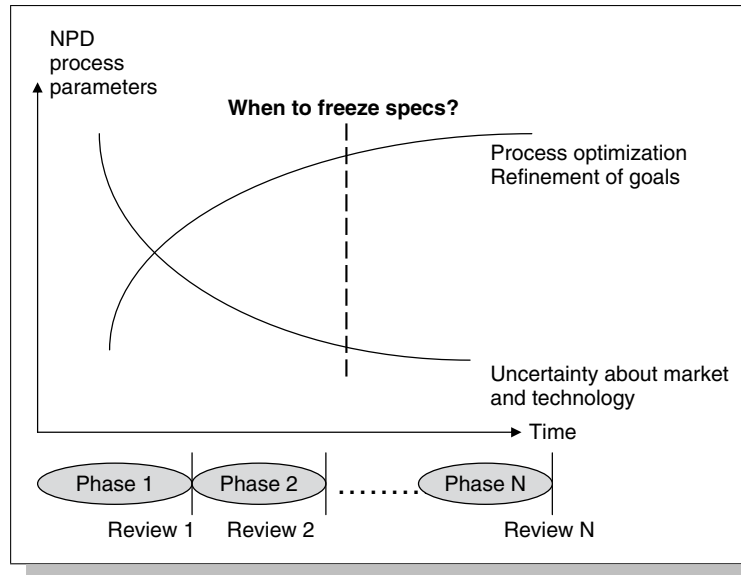 NPD
process
parameters
When to freeze specs?
Process optimization
Refinement of goals
Uncertainty about market
and technology
Time
Phase 1
Phase 2
Phase N
Review 1
Review 2
Review N